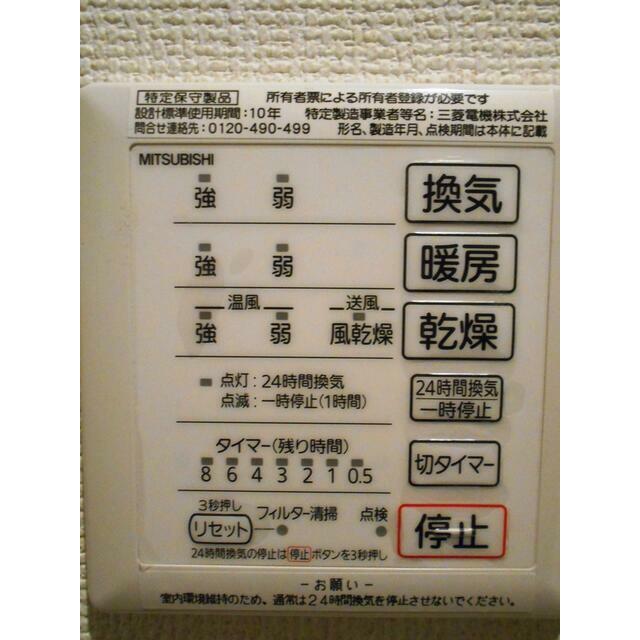 特定保守製品 所有者票による所有者登録が必要です
設計標準使用期間:10年 特定製造事業者等名:三菱電機株式会社
問合せ連絡先:0120-490-499 形名、製造年月、点検期間は本体に記載
MITSUBISHI
強 弱 換気
強 弱 暖房
温風 送風
強 弱 風乾燥 乾燥
点灯:24時間換気
点滅:一時停止(1時間)
24時間換気
一時停止
タイマー(残り時間)
8 6 4 3 2 1 0.5
切タイマー
3秒押し
リセット フィルター清掃 点検
停止
24時間換気の停止は停止ボタンを3秒押し
-お願い-
室内環境維持のため、通常は24時間換気を停止させないでください。